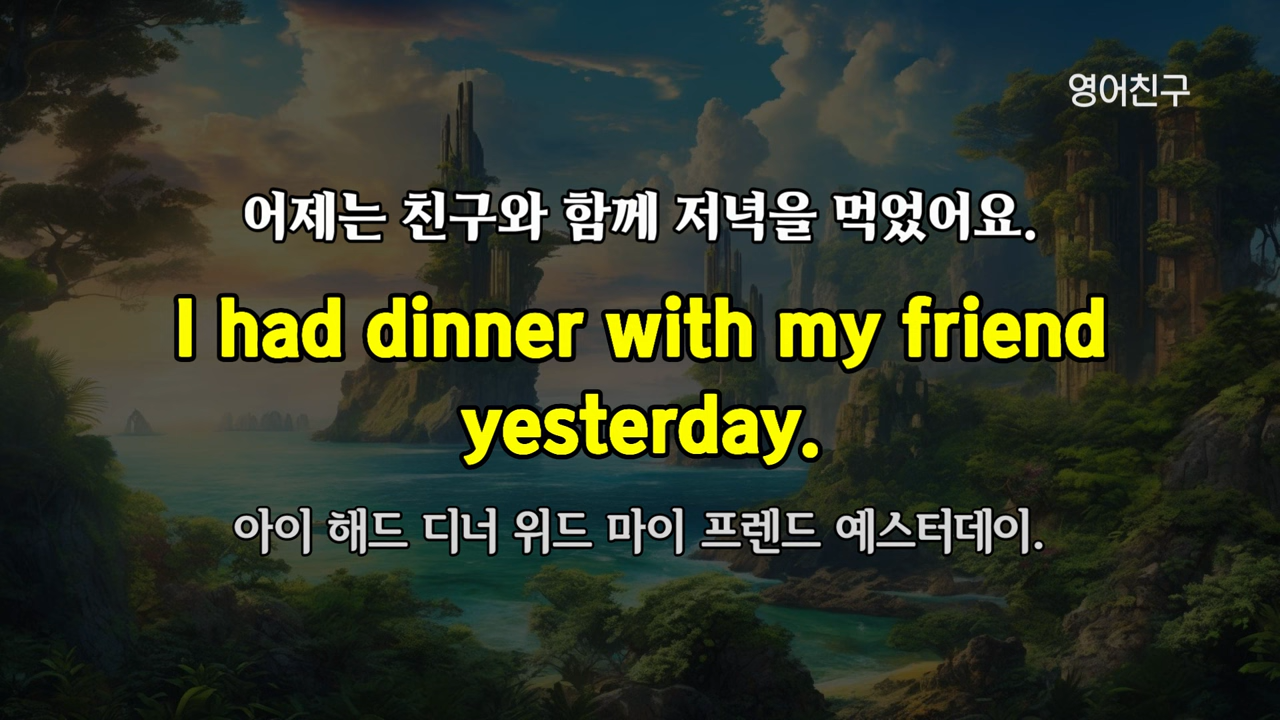 영어친구
어제는 친구와 함께 저녁을 먹었어요.
I had dinner with my friend
yesterday.
아이 해드 디너 위드 마이 프렌드 예스터데이.